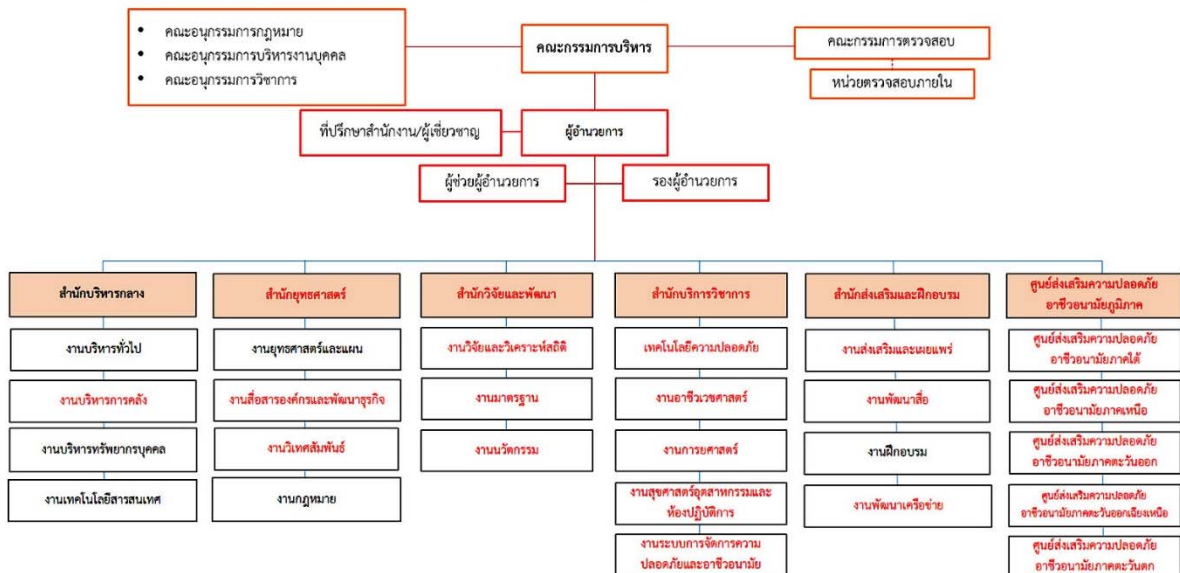 • คณะอนุกรรมการกฎหมาย
• คณะอนุกรรมการบริหารงานบุคคล
• คณะอนุกรรมการวิชาการ
คณะกรรมการบริหาร
คณะกรรมการตรวจสอบ
หน่วยตรวจสอบภายใน
ที่ปรึกษาสำนักงาน/ผู้เชี่ยวชาญ
ผู้อำนวยการ
ผู้ช่วยผู้อำนวยการ
รองผู้อำนวยการ
สำนักบริหารกลาง
งานบริหารทั่วไป
งานบริหารการคลัง
งานบริหารทรัพยากรบุคคล
งานเทคโนโลยีสารสนเทศ
สำนักยุทธศาสตร์
งานยุทธศาสตร์และแผน
งานสื่อสารองค์กรและพัฒนาธุรกิจ
งานวิเทศสัมพันธ์
งานกฎหมาย
สำนักวิจัยและพัฒนา
งานวิจัยและวิเคราะห์สถิติ
งานมาตรฐาน
งานนวัตกรรม
สำนักบริการวิชาการ
เทคโนโลยีความปลอดภัย
งานอาชีวเวชศาสตร์
งานการยศาสตร์
งานสุขศาสตร์อุตสาหกรรมและ
ห้องปฏิบัติการ
งานระบบการจัดการความ
ปลอดภัยและอาชีวอนามัย
สำนักส่งเสริมและฝึกอบรม
งานส่งเสริมและเผยแพร่
งานพัฒนาสื่อ
งานฝึกอบรม
งานพัฒนาเครือข่าย
ศูนย์ส่งเสริมความปลอดภัย
อาชีวอนามัยภูมิภาค
ศูนย์ส่งเสริมความปลอดภัย
อาชีวอนามัยภาคใต้
ศูนย์ส่งเสริมความปลอดภัย
อาชีวอนามัยภาคเหนือ
ศูนย์ส่งเสริมความปลอดภัย
อาชีวอนามัยภาคตะวันออก
ศูนย์ส่งเสริมความปลอดภัย
อาชีวอนามัยภาคตะวันออกเฉียงเหนือ
ศูนย์ส่งเสริมความปลอดภัย
อาชีวอนามัยภาคตะวันตก